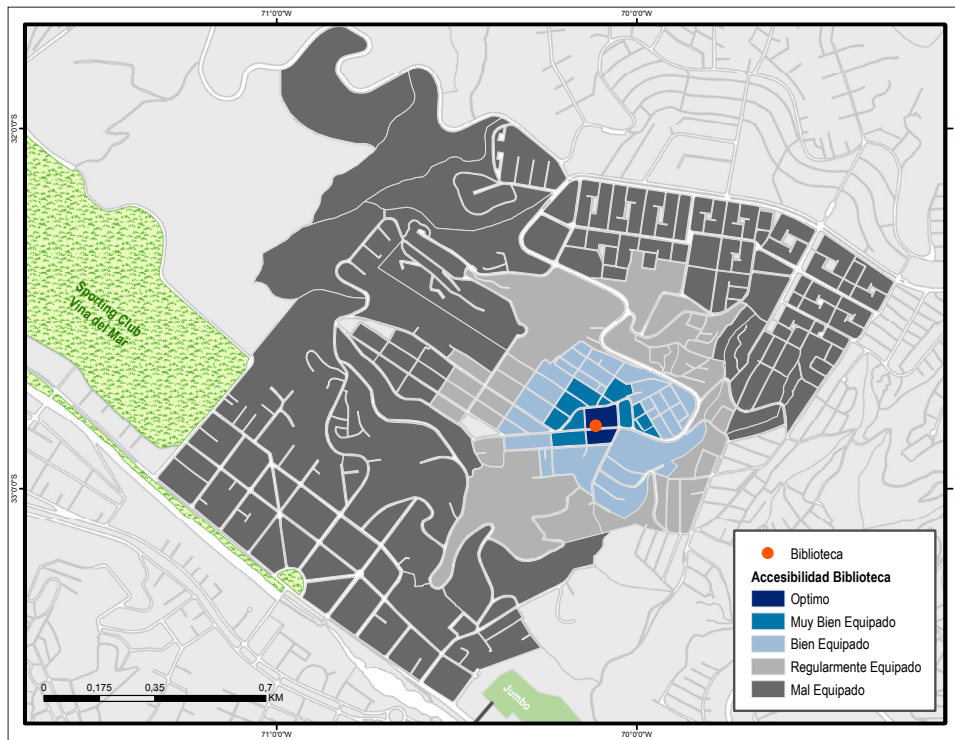 71°0'0"W
70°0'0"W
32°0'0"S
33°0'0"S
Sporting Club
Vina del Mar
Jumbo
Biblioteca
Accesibilidad Biblioteca
Optimo
Muy Bien Equipado
Bien Equipado
Regularmente Equipado
Mal Equipado
0 0,175 0,35 0,7
KM
71°0'0"W
70°0'0"W